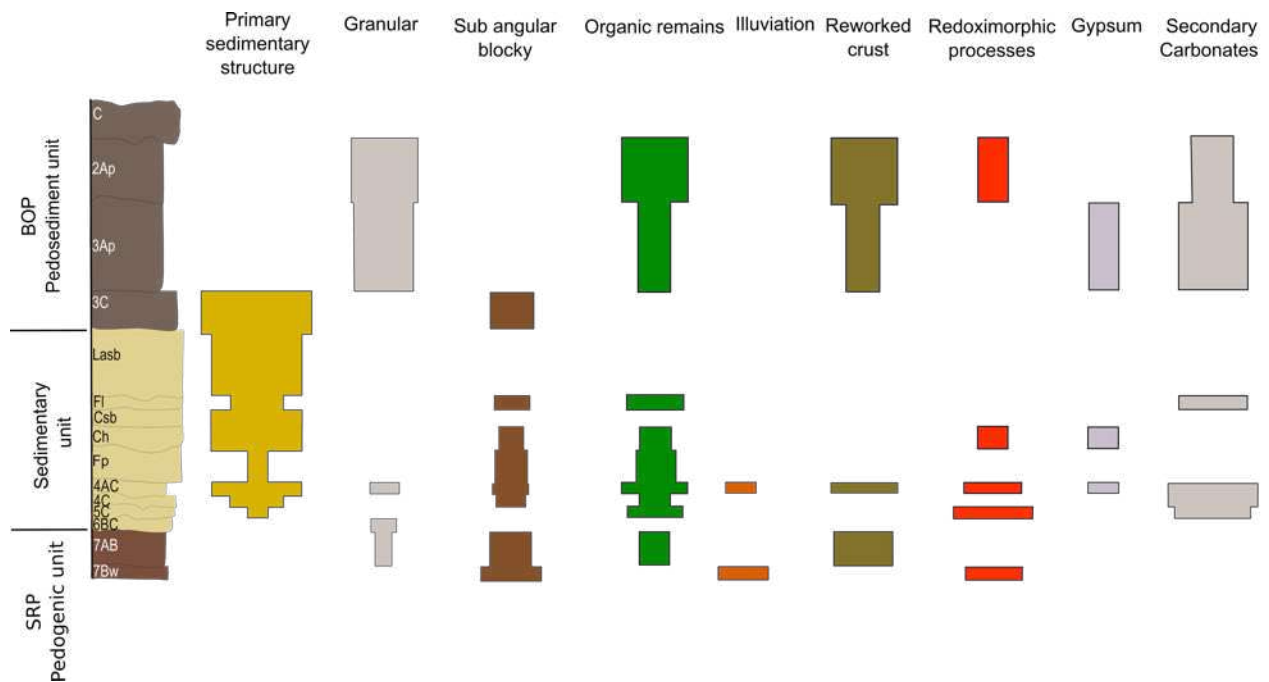 Primary
sedimentary
structure
Granular
Sub angular
blocky
Organic remains
Illuviation
Reworked
crust
Redoximorphic
processes
Gypsum
Secondary
Carbonates
BOP
Pedosediment unit
Sedimentary
unit
SRP
Pedogenic unit
C
2Ap
3Ap
3C
Lasb
Fl
Csb
Ch
Fp
4AC
4C
5C
6BC
7AB
7Bw